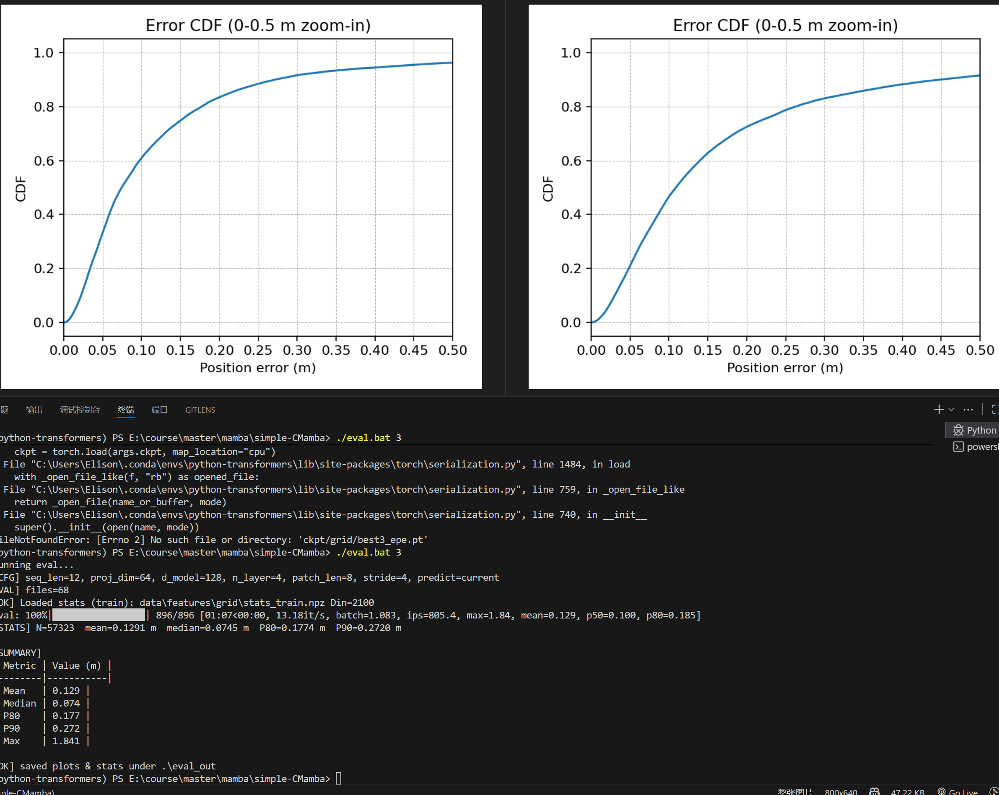 Error CDF (0-0.5 m zoom-in)
1.0
0.8
0.6
0.4
0.2
0.0
CDF
0.00 0.05 0.10 0.15 0.20 0.25 0.30 0.35 0.40 0.45 0.50
Position error (m)
Error CDF (0-0.5 m zoom-in)
1.0
0.8
0.6
0.4
0.2
0.0
CDF
0.00 0.05 0.10 0.15 0.20 0.25 0.30 0.35 0.40 0.45 0.50
Position error (m)
题 输出 调试控制台 终端 端口 GITLENS
python-transformers) PS E:\course\master\mamba\simple-CMamba> ./eval.bat 3
ckpt = torch.load(args.ckpt, map_location="cpu")
File "C:\Users\Elison\.conda\envs\python-transformers\lib\site-packages\torch\serialization.py", line 1484, in load
with _open_file_like(f, "rb") as opened_file:
File "C:\Users\Elison\.conda\envs\python-transformers\lib\site-packages\torch\serialization.py", line 759, in _open_file_like
return _open_file(name_or_buffer, mode)
File "C:\Users\Elison\.conda\envs\python-transformers\lib\site-packages\torch\serialization.py", line 740, in __init__
super().__init__(open(name, mode))
ileNotFoundError: [Errno 2] No such file or directory: 'ckpt/grid/best3_epe.pt'
python-transformers) PS E:\course\master\mamba\simple-CMamba> ./eval.bat 3
unning eval...
CFG] seq_len=12, proj_dim=64, d_model=128, n_layer=4, patch_len=8, stride=4, predict=current
VAL] files=68
OK] Loaded stats (train): data\features\grid\stats_train.npz Din=2100
val: 100%| | 896/896 [01:07<00:00, 13.18it/s, batch=1.083, ips=805.4, max=1.84, mean=0.129, p50=0.100, p80=0.185]
STATS] N=57323 mean=0.1291 m median=0.0745 m P80=0.1774 m P90=0.2720 m
SUMMARY]
Metric | Value (m) |
--------|-----------|
Mean | 0.129 |
Median | 0.074 |
P80 | 0.177 |
P90 | 0.272 |
Max | 1.841 |
OK] saved plots & stats under .\eval_out
python-transformers) PS E:\course\master\mamba\simple-CMamba>
Python
powersh
ple-CMamba) 整张图片 800x640 47.22 KB Go Live